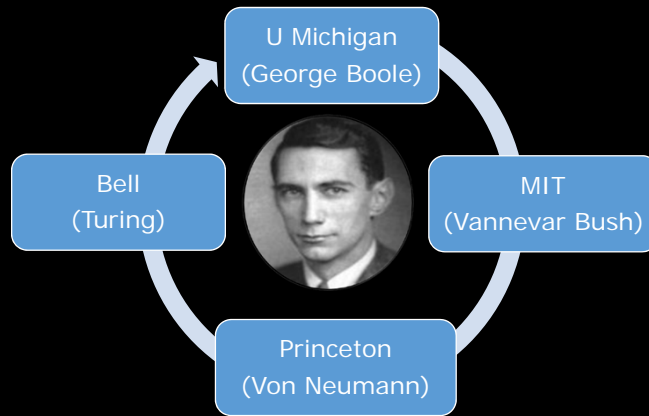 U Michigan
(George Boole)
MIT
(Vannevar Bush)
Princeton
(Von Neumann)
Bell
(Turing)